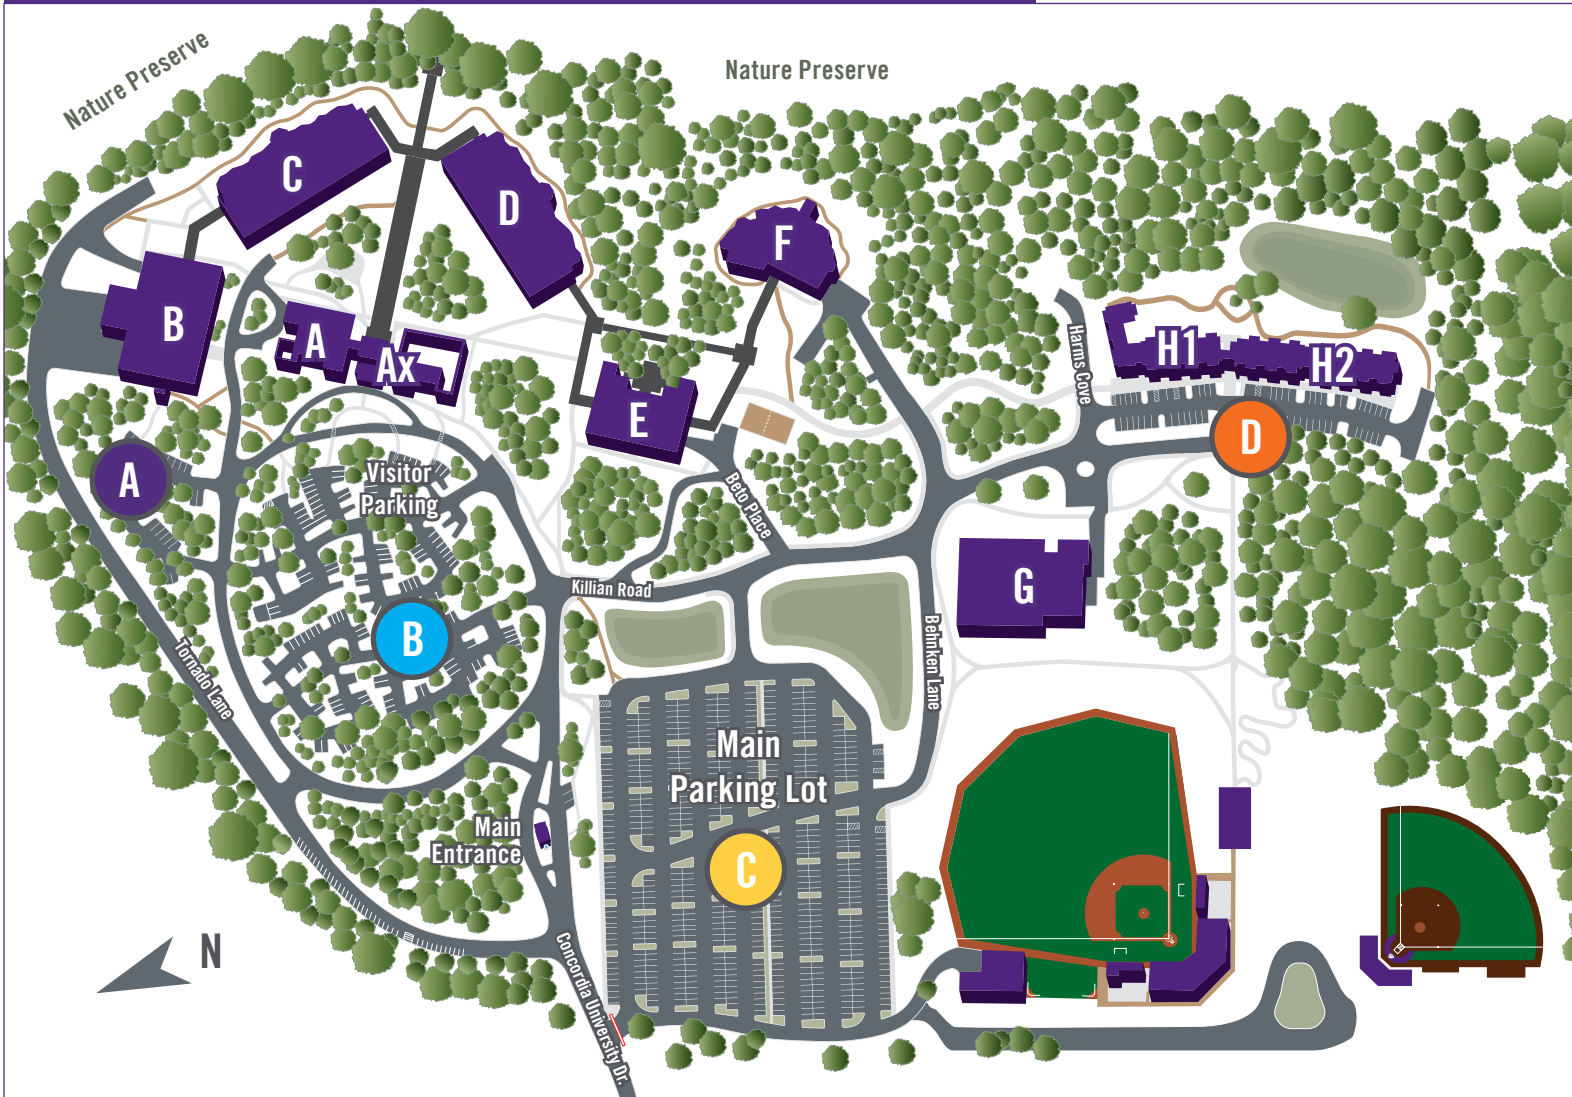 Nature Preserve
Nature Preserve
C
D
F
B
A
Ax
H1
H2
Harms Cove
E
D
A
Visitor
Parking
Beto Place
G
Killian Road
B
Tornado Lane
Behnken Lane
Main
Parking Lot
Main
Entrance
C
N
Concordia University Dr.